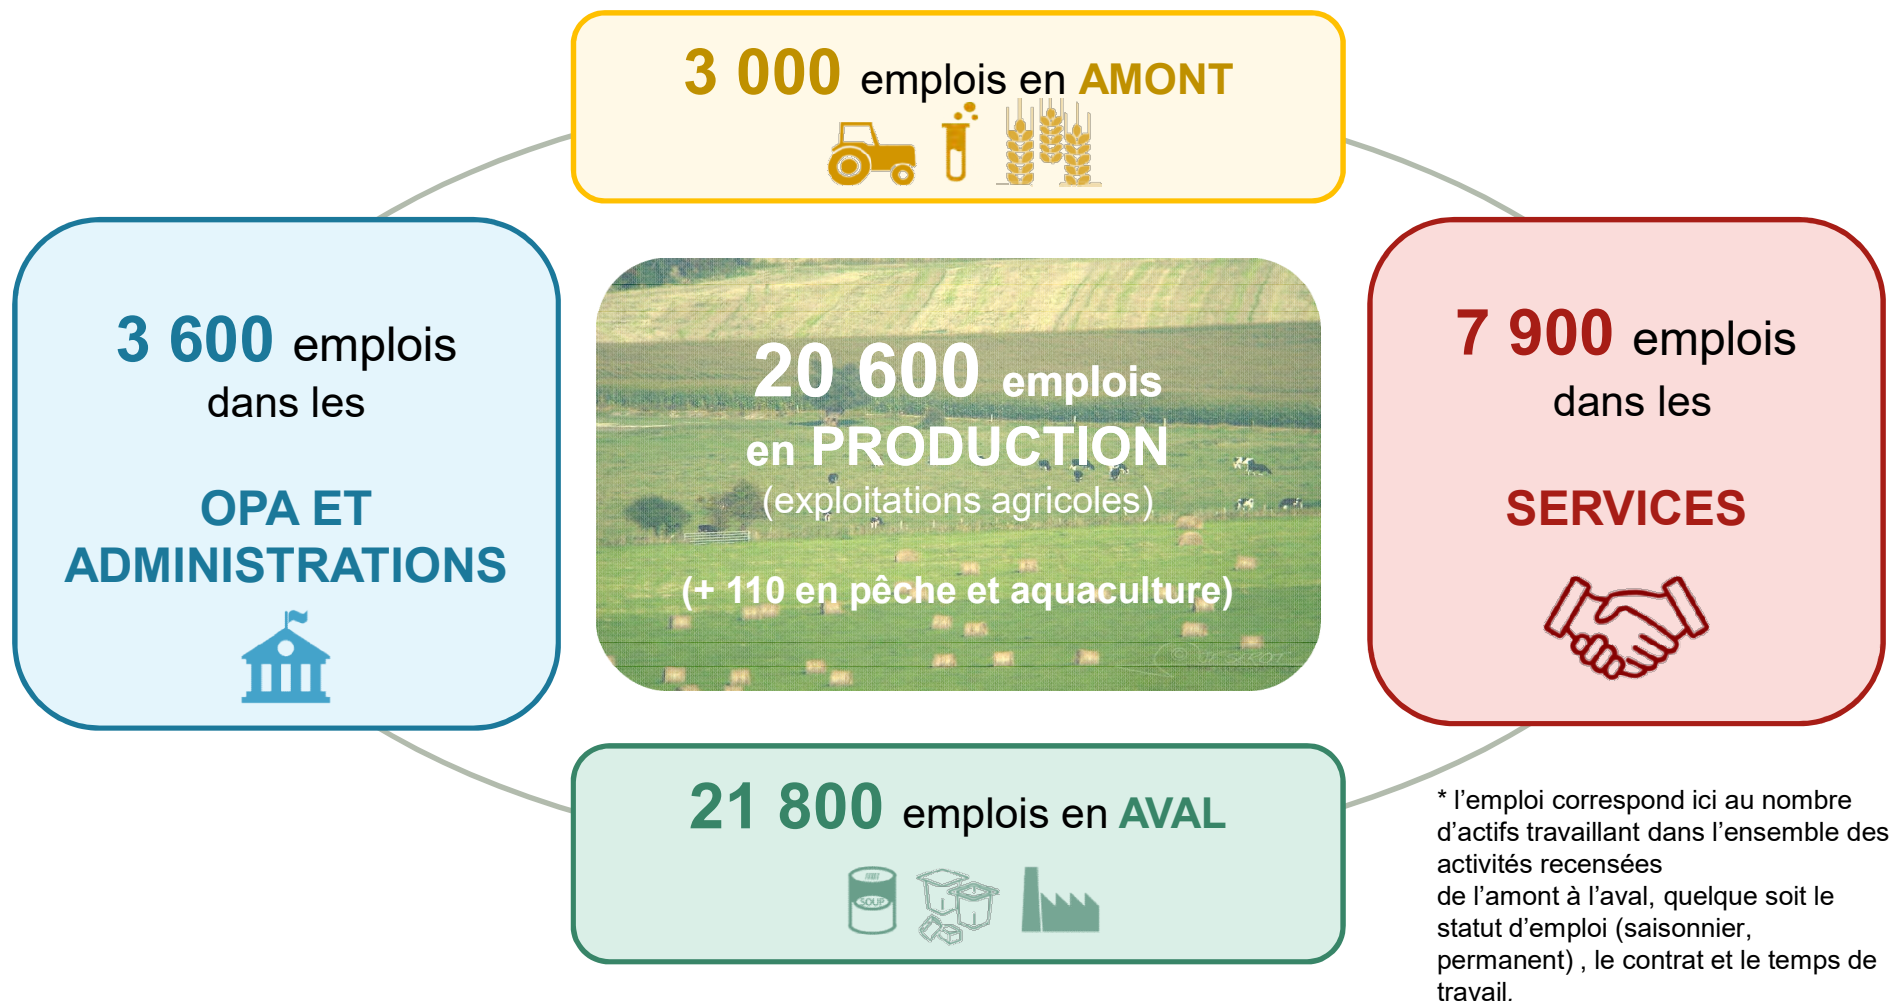 3 000 emplois en AMONT
3 600 emplois
dans les
OPA ET
ADMINISTRATIONS
20 600 emplois
en PRODUCTION
(exploitations agricoles)
(+ 110 en pêche et aquaculture)
7 900 emplois
dans les
SERVICES
21 800 emplois en AVAL
SOUP
* l’emploi correspond ici au nombre
d’actifs travaillant dans l’ensemble des
activités recensées
de l’amont à l’aval, quelque soit le
statut d’emploi (saisonnier,
permanent) , le contrat et le temps de
travail.